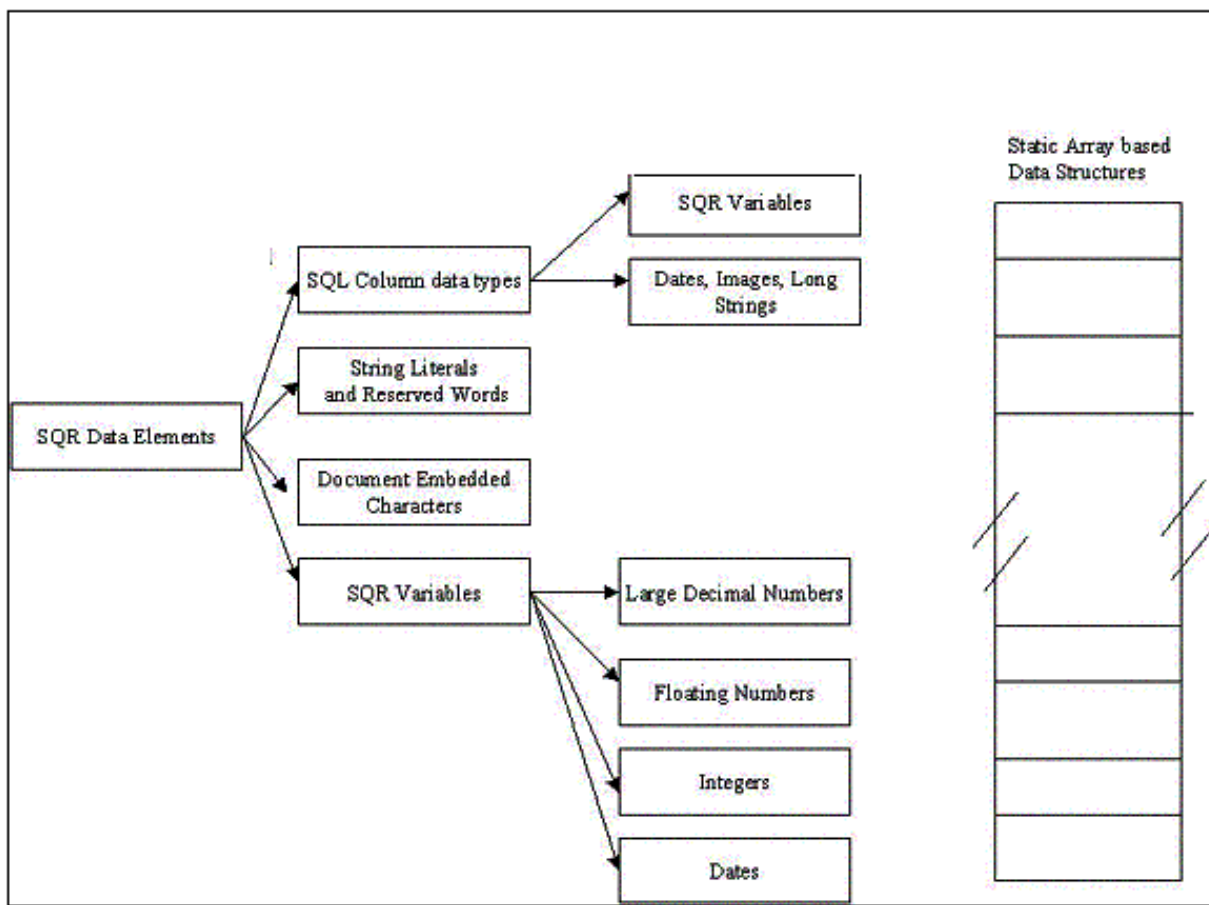 Static Array based
Data Structures
SQR Variables
SQL Column data types
Dates, Images, Long
Strings
String Literals
and Reserved Words
SQR Data Elements
Document Embedded
Characters
SQR Variables
Large Decimal Numbers
Floating Numbers
Integers
Dates